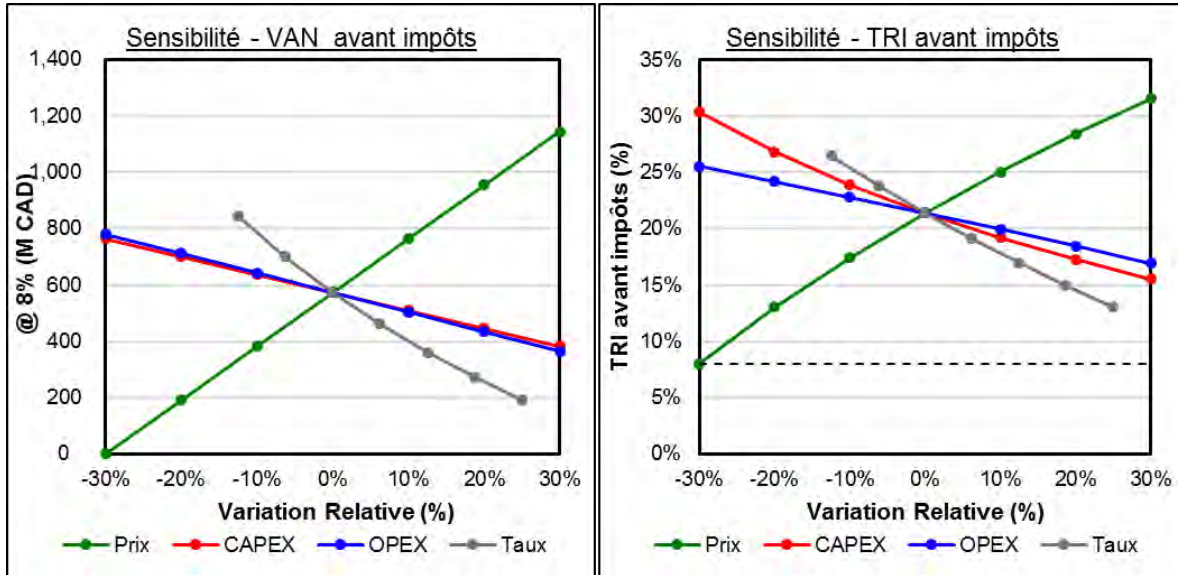 Sensibilité - VAN avant impôts
@ 8% (M CAD)
1,400
1,200
1,000
800
600
400
200
0
-30% -20% -10% 0% 10% 20% 30%
Variation Relative (%)
Prix CAPEX OPEX Taux
Sensibilité - TRI avant impôts
TRI avant impôts (%)
35%
30%
25%
20%
15%
10%
5%
0%
-30% -20% -10% 0% 10% 20% 30%
Variation Relative (%)
Prix CAPEX OPEX Taux